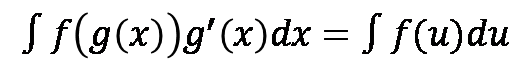 ∫ f(g(x))g′(x)dx = ∫ f(u)du